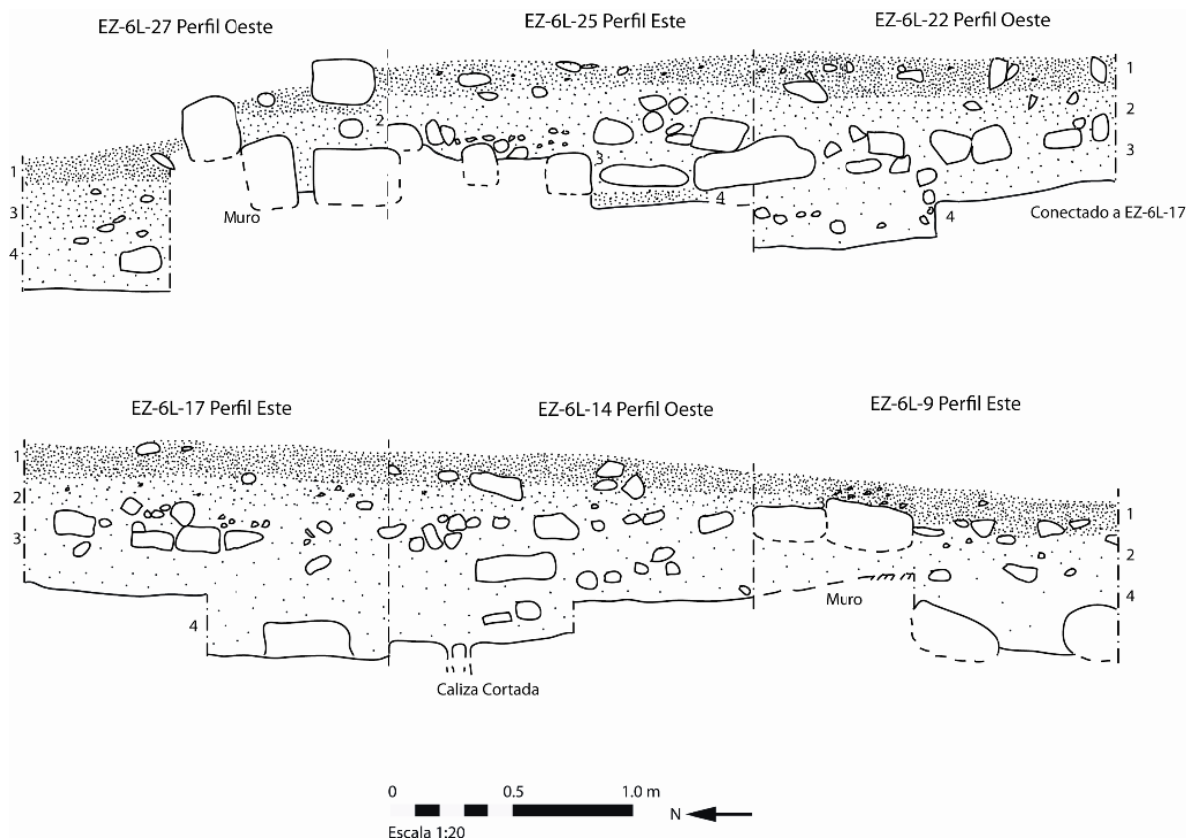 EZ-6L-27 Perfil Oeste
EZ-6L-25 Perfil Este
EZ-6L-22 Perfil Oeste
1
3
4
2
Muro
3
4
4
1
2
3
Conectado a EZ-6L-17
EZ-6L-17 Perfil Este
EZ-6L-14 Perfil Oeste
EZ-6L-9 Perfil Este
1
2
3
4
Caliza Cortada
Muro
1
2
4
0 0.5 1.0 m
N
Escala 1:20